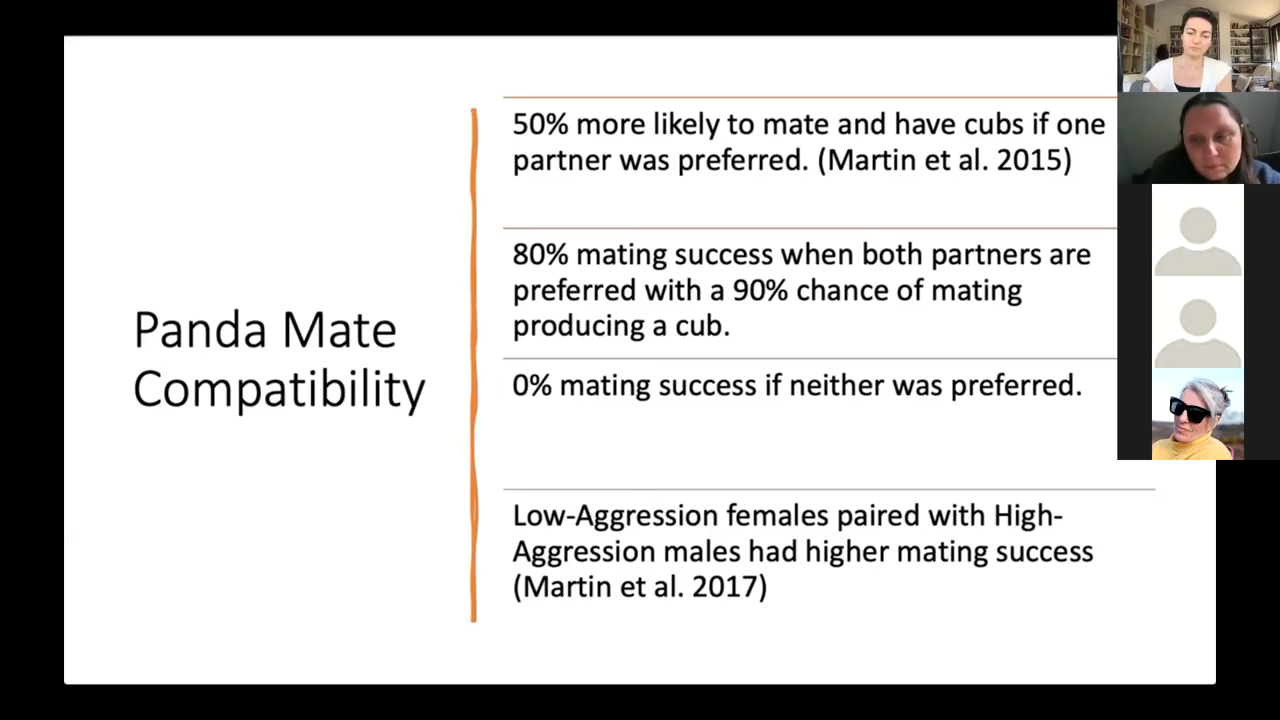 Panda Mate
Compatibility
50% more likely to mate and have cubs if one
partner was preferred. (Martin et al. 2015)
80% mating success when both partners are
preferred with a 90% chance of mating
producing a cub.
0% mating success if neither was preferred.
Low-Aggression females paired with High-
Aggression males had higher mating success
(Martin et al. 2017)